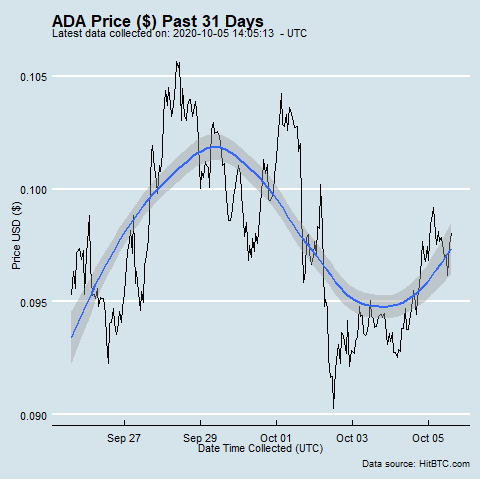 ADA Price ($) Past 31 Days
Latest data collected on: 2020-10-05 14:05:13 - UTC
0.105
0.100
0.095
0.090
Price USD ($)
Sep 27 Sep 29 Oct 01 Oct 03 Oct 05
Date Time Collected (UTC)
Data source: HitBTC.com